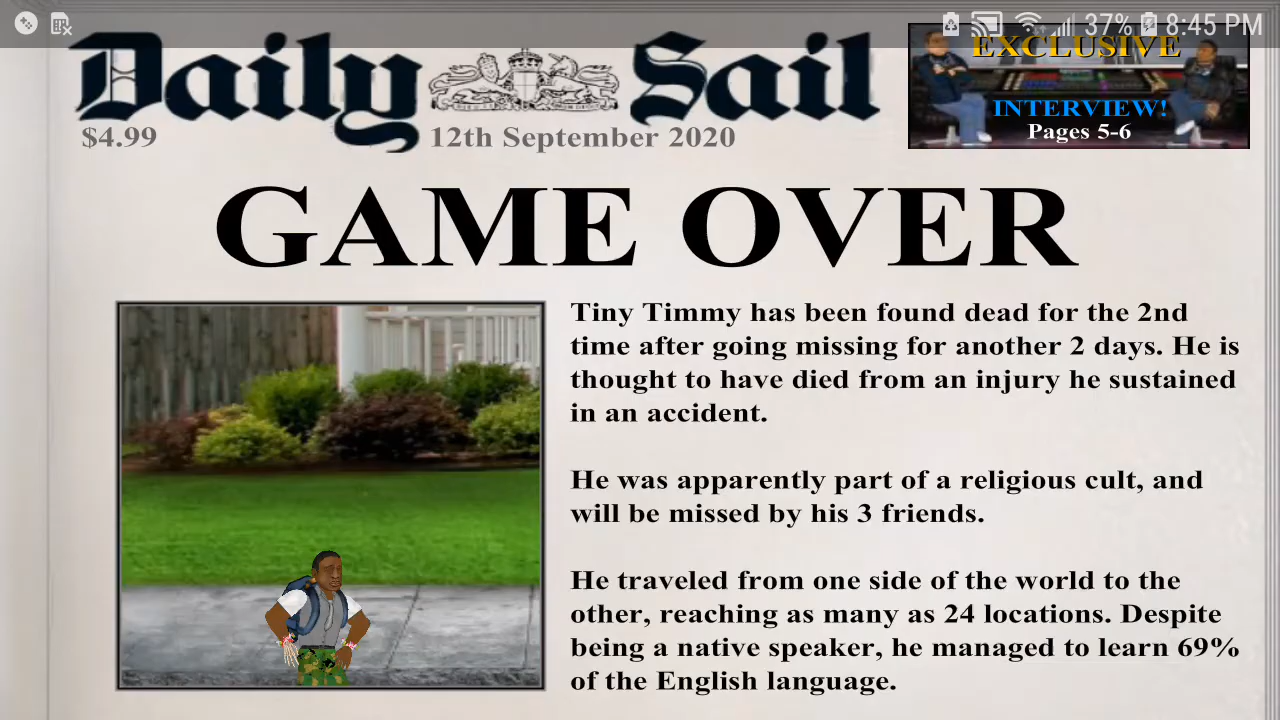 37% 8:45 PM
Daily Sail
$4.99
12th September 2020
EXCLUSIVE
INTERVIEW!
Pages 5-6
GAME OVER
Tiny Timmy has been found dead for the 2nd
time after going missing for another 2 days. He is
thought to have died from an injury he sustained
in an accident.
He was apparently part of a religious cult, and
will be missed by his 3 friends.
He traveled from one side of the world to the
other, reaching as many as 24 locations. Despite
being a native speaker, he managed to learn 69%
of the English language.